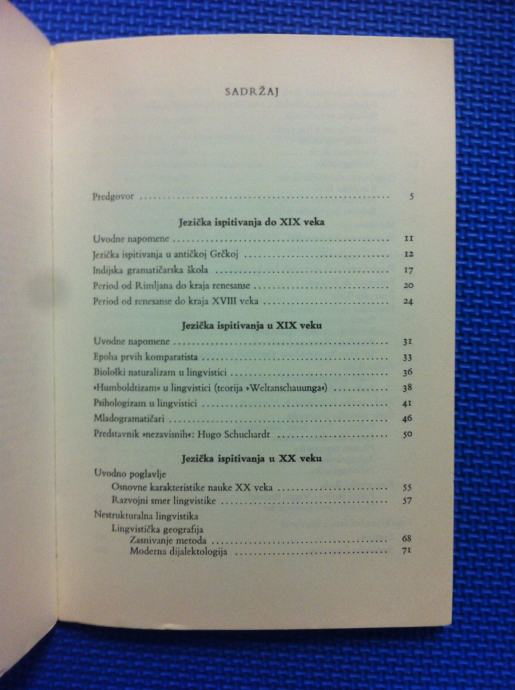 SADRŽAJ
Predgovor ........................................ 5
Jezička ispitivanja do XIX veka
Uvodne napomene ........................................ 11
Jezička ispitivanja u antičkoj Grčkoj ........................................ 12
Indijska gramatičarska škola ........................................ 17
Period od Rimljana do kraja renesanse ........................................ 20
Period od renesanse do kraja XVIII veka ........................................ 24
Jezička ispitivanja u XIX veku
Uvodne napomene ........................................ 31
Epoha prvih komparatista ........................................ 33
Biološki naturalizam u lingvistici ........................................ 36
»Humboldtizam« u lingvistici (teorija »Weltanschauunga«) .................... 38
Psihologizam u lingvistici ........................................ 41
Mladogramatičari ........................................ 46
Predstavnik »nezavisnih«: Hugo Schuchardt .............................. 50
Jezička ispitivanja u XX veku
Uvodno poglavlje
Osnovne karakteristike nauke XX veka .............................. 55
Razvojni smer lingvistike ........................................ 57
Nestrukturalna lingvistika
Lingvistička geografija
Zasnivanje metoda ........................................ 68
Moderna dijalektologija ........................................ 71